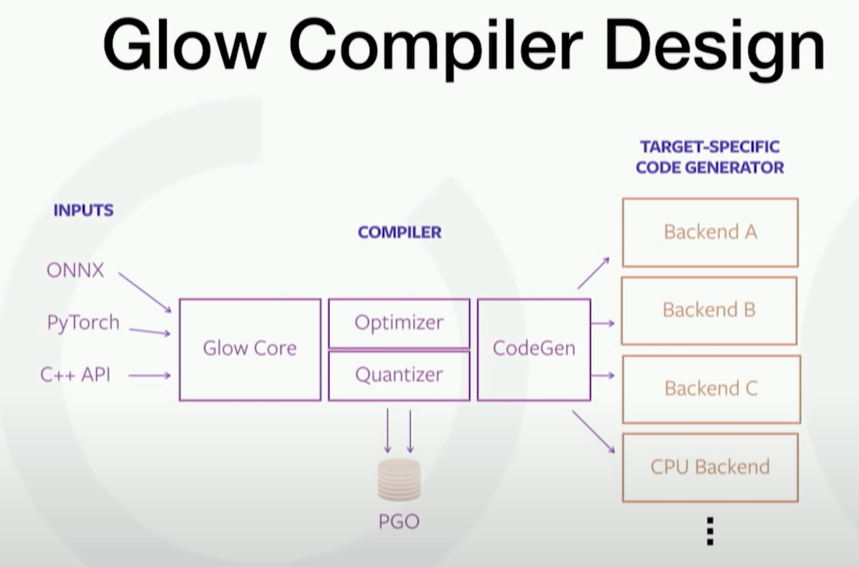 Glow Compiler Design
TARGET-SPECIFIC
CODE GENERATOR
INPUTS
COMPILER
ONNX
PyTorch
C++ API
Glow Core
Optimizer
Quantizer
CodeGen
Backend A
Backend B
Backend C
CPU Backend
PGO